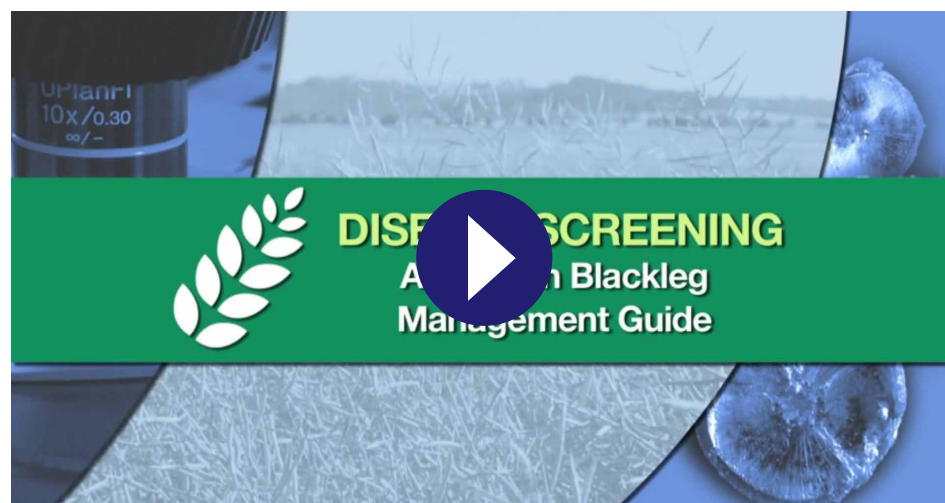 UPlanFl
10x/0.30
∞/-
SCREENING
Blackleg
Management Guide